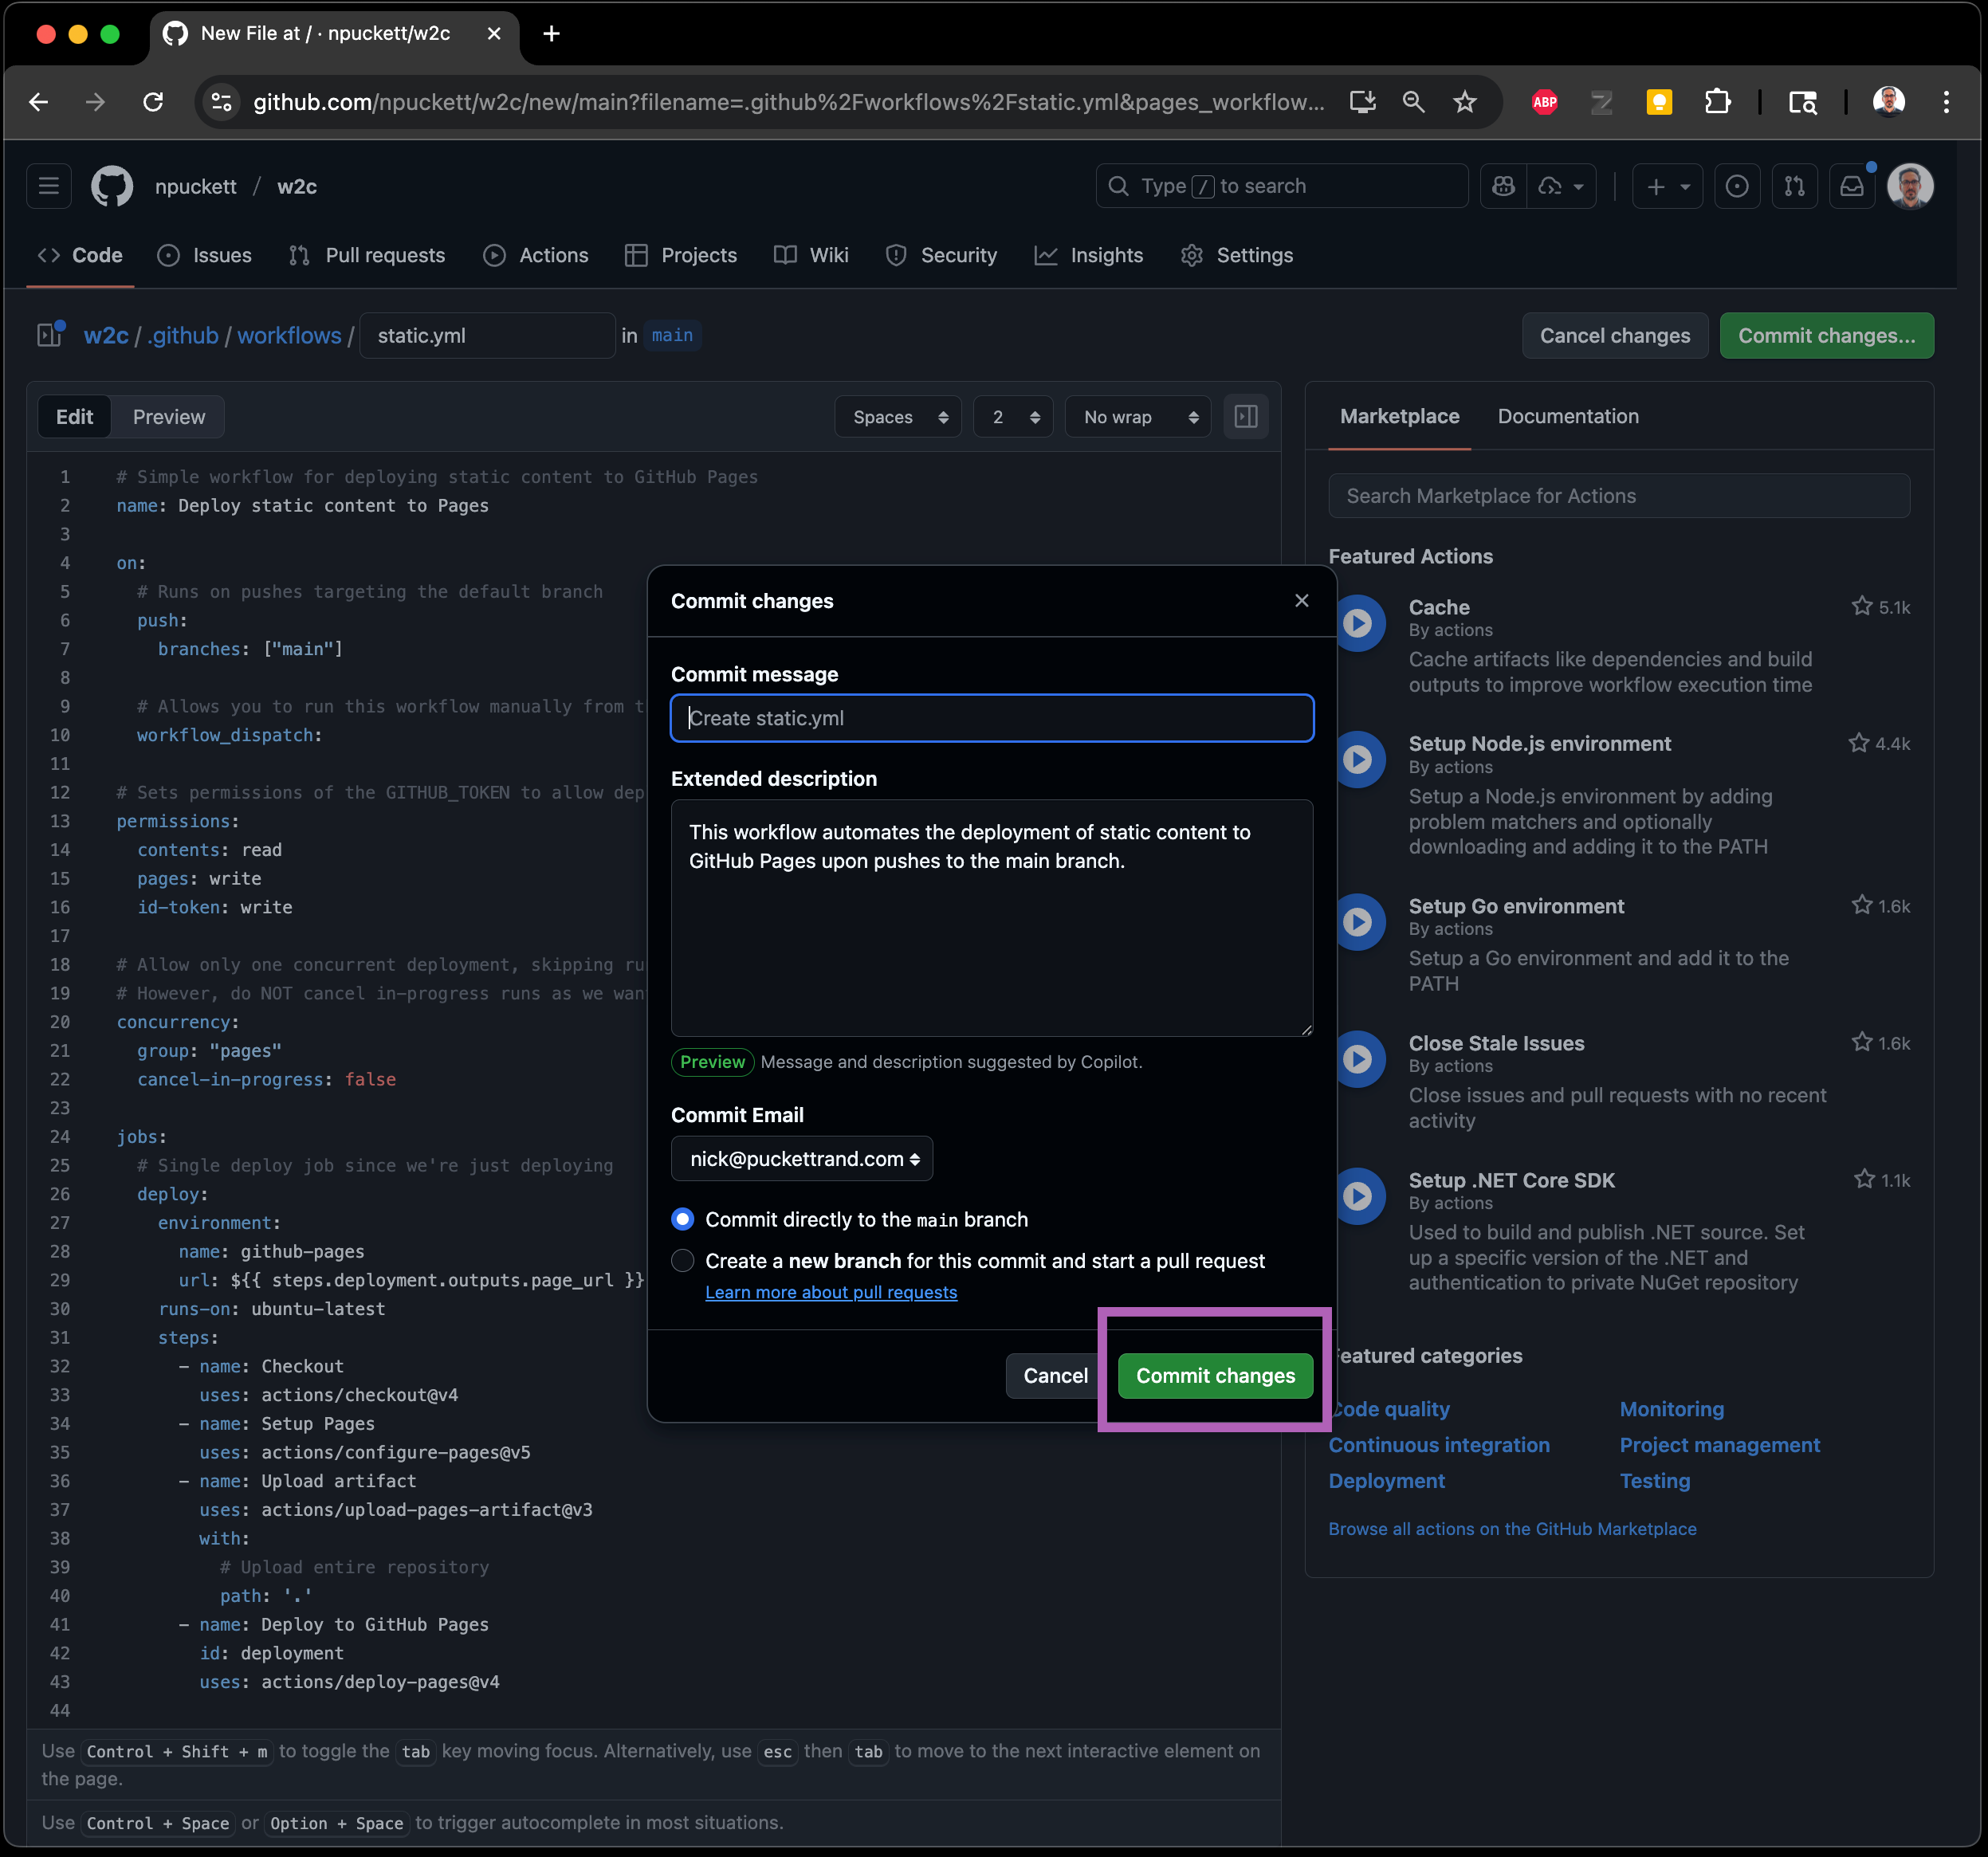 New File at / · npuckett/w2c
github.com/npuckett/w2c/new/main?filename=.github%2Fworkflows%2Fstatic.yml&pages_workflow...
ABP
npuckett / w2c
Type / to search
Code Issues Pull requests Actions Projects Wiki Security Insights Settings
w2c / .github / workflows / static.yml in main
Cancel changes Commit changes...
Edit Preview
Spaces 2 No wrap
1 # Simple workflow for deploying static content to GitHub Pages
2 name: Deploy static content to Pages
3
4 on:
5 # Runs on pushes targeting the default branch
6 push:
7 branches: ["main"]
8
9 # Allows you to run this workflow manually from t
10 workflow_dispatch:
11
12 # Sets permissions of the GITHUB_TOKEN to allow dep
13 permissions:
14 contents: read
15 pages: write
16 id-token: write
17
18 # Allow only one concurrent deployment, skipping ru
19 # However, do NOT cancel in-progress runs as we wan
20 concurrency:
21 group: "pages"
22 cancel-in-progress: false
23
24 jobs:
25 # Single deploy job since we're just deploying
26 deploy:
27 environment:
28 name: github-pages
29 url: ${{ steps.deployment.outputs.page_url }}
30 runs-on: ubuntu-latest
31 steps:
32 - name: Checkout
33 uses: actions/checkout@v4
34 - name: Setup Pages
35 uses: actions/configure-pages@v5
36 - name: Upload artifact
37 uses: actions/upload-pages-artifact@v3
38 with:
39 # Upload entire repository
40 path: '.'
41 - name: Deploy to GitHub Pages
42 id: deployment
43 uses: actions/deploy-pages@v4
44
Use Control + Shift + m to toggle the tab key moving focus. Alternatively, use esc then tab to move to the next interactive element on
the page.
Use Control + Space or Option + Space to trigger autocomplete in most situations.
Commit changes
Commit message
Create static.yml
Extended description
This workflow automates the deployment of static content to
GitHub Pages upon pushes to the main branch.
Preview Message and description suggested by Copilot.
Commit Email
nick@puckettrand.com
Commit directly to the main branch
Create a new branch for this commit and start a pull request
Learn more about pull requests
Cancel Commit changes
Marketplace Documentation
Search Marketplace for Actions
Featured Actions
Cache 5.1k
By actions
Cache artifacts like dependencies and build
outputs to improve workflow execution time
Setup Node.js environment 4.4k
By actions
Setup a Node.js environment by adding
problem matchers and optionally
downloading and adding it to the PATH
Setup Go environment 1.6k
By actions
Setup a Go environment and add it to the
PATH
Close Stale Issues 1.6k
By actions
Close issues and pull requests with no recent
activity
Setup .NET Core SDK 1.1k
By actions
Used to build and publish .NET source. Set
up a specific version of the .NET and
authentication to private NuGet repository
Featured categories
Code quality Monitoring
Continuous integration Project management
Deployment Testing
Browse all actions on the GitHub Marketplace